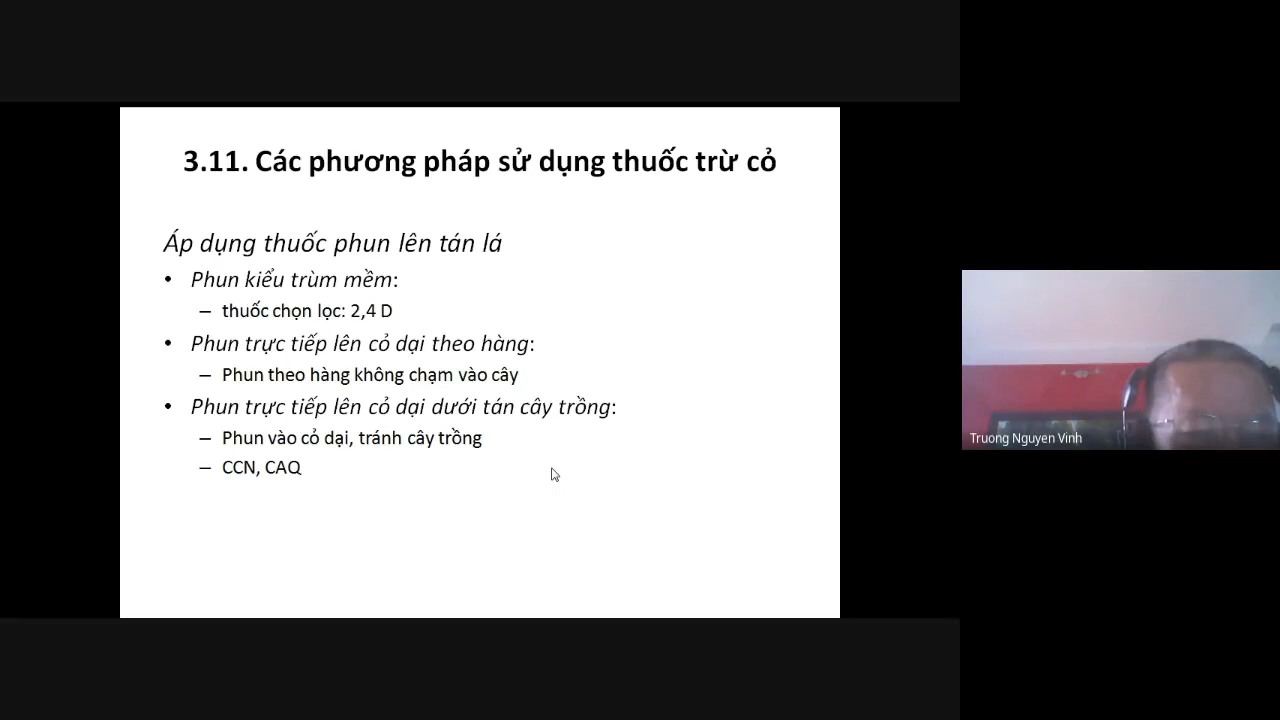 3.11. Các phương pháp sử dụng thuốc trừ cỏ
Áp dụng thuốc phun lên tán lá
• Phun kiểu trùm mềm:
– thuốc chọn lọc: 2,4 D
• Phun trực tiếp lên cỏ dại theo hàng:
– Phun theo hàng không chạm vào cây
• Phun trực tiếp lên cỏ dại dưới tán cây trồng:
– Phun vào cỏ dại, tránh cây trồng
– CCN, CAQ
Truong Nguyen Vinh